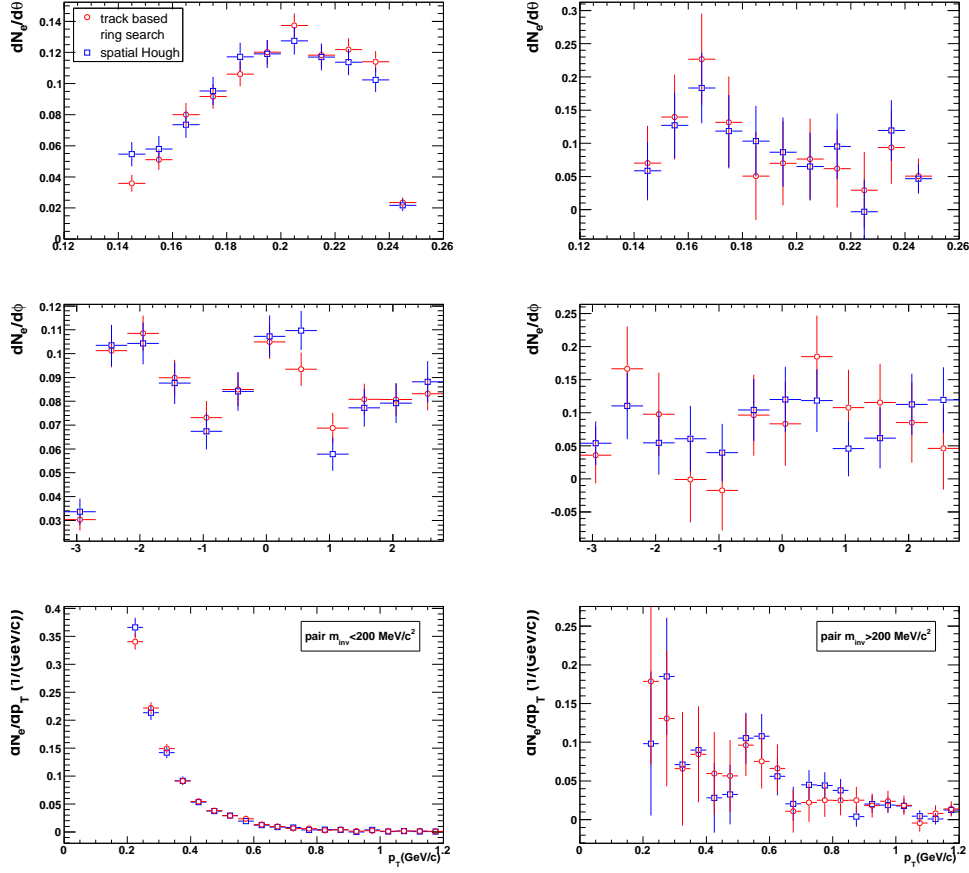 dN_e/dθ
0.14
0.12
0.1
0.08
0.06
0.04
0.02
0
0.12 0.14 0.16 0.18 0.2 0.22 0.24 0.26
track based
ring search
spatial Hough
dN_e/dθ
0.3
0.25
0.2
0.15
0.1
0.05
0
0.12 0.14 0.16 0.18 0.2 0.22 0.24 0.26
dN_e/dϕ
0.12
0.11
0.1
0.09
0.08
0.07
0.06
0.05
0.04
0.03
-3 -2 -1 0 1 2
dN_e/dϕ
0.25
0.2
0.15
0.1
0.05
0
-0.05
-3 -2 -1 0 1 2
dN_e/dp_T (1/(GeV/c))
0.4
0.35
0.3
0.25
0.2
0.15
0.1
0.05
0
0 0.2 0.4 0.6 0.8 1 1.2
p_T(GeV/c)
pair m_inv<200 MeV/c²
dN_e/dp_T (1/(GeV/c))
0.25
0.2
0.15
0.1
0.05
0
0 0.2 0.4 0.6 0.8 1 1.2
p_T(GeV/c)
pair m_inv>200 MeV/c²